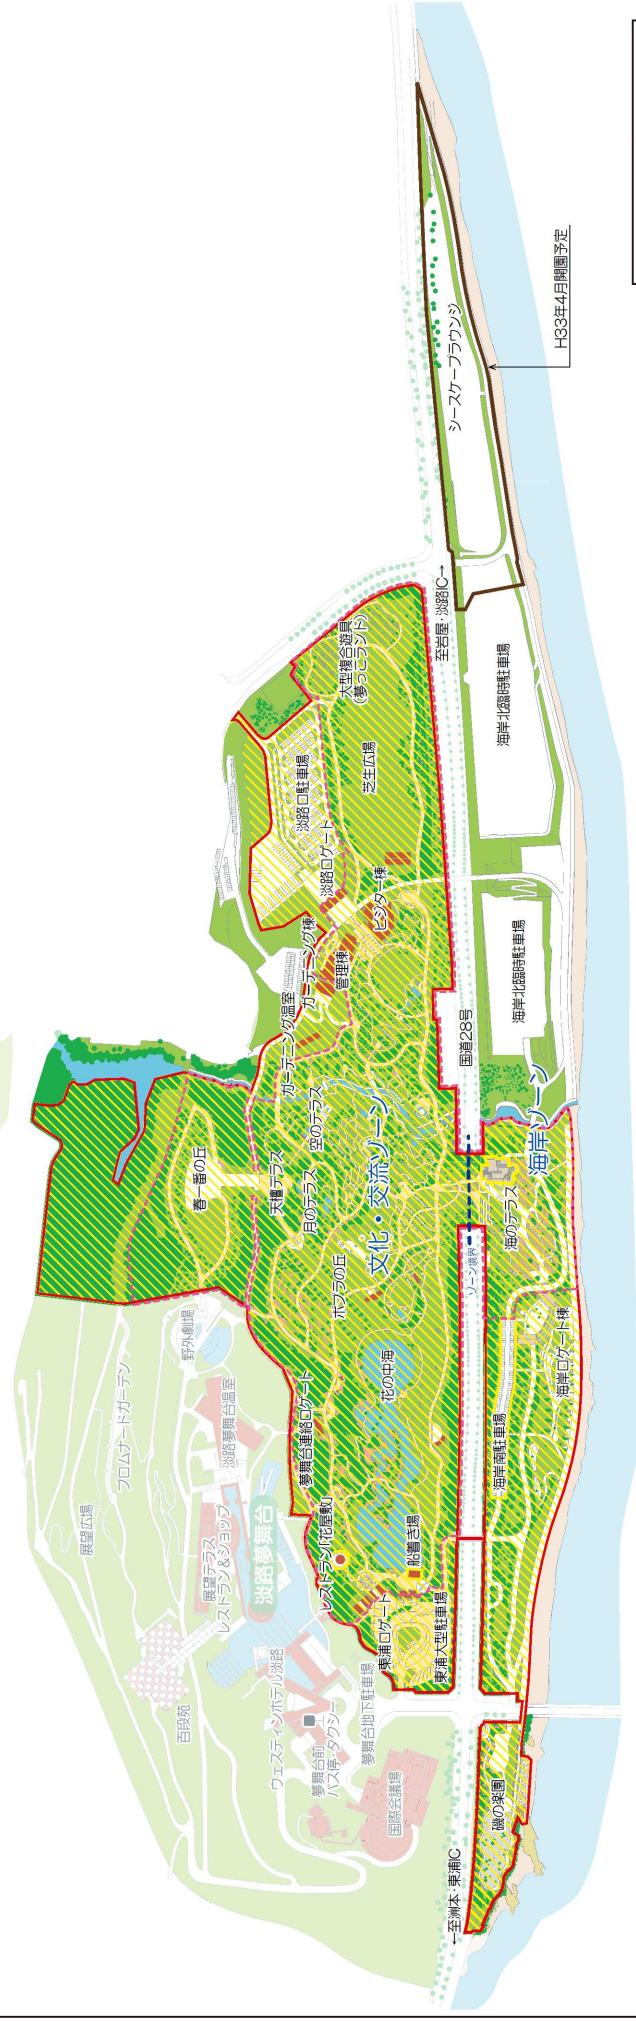 展望広場
プロムナードガーデン
百段苑
展望テラス
レストラン&ショップ
野外劇場
淡路夢舞台温室
淡路夢舞台
ウェスティンホテル淡路
夢舞台前
バス停・タクシー
夢舞台地下駐車場
国際会議場
春一番の丘
天壇テラス
月のテラス
空のテラス
ポプラの丘
文化・交流ゾーン
夢舞台連絡口ゲート
レストラン「花屋敷」
花の中海
船着き場
東浦口ゲート
東浦大型駐車場
ガーデニング温室
ガーデニング棟
管理棟
淡路口ゲート
淡路口駐車場
ビジター棟
芝生広場
大型複合遊具
(夢っこランド)
←至洲本・東浦IC
国道28号
至岩屋・淡路IC→
ゾーン境界
磯の楽園
海岸南駐車場
海岸口ゲート棟
海のテラス
海岸ゾーン
海岸北臨時駐車場
海岸北臨時駐車場
シースケープラウンジ
H33年4月開園予定